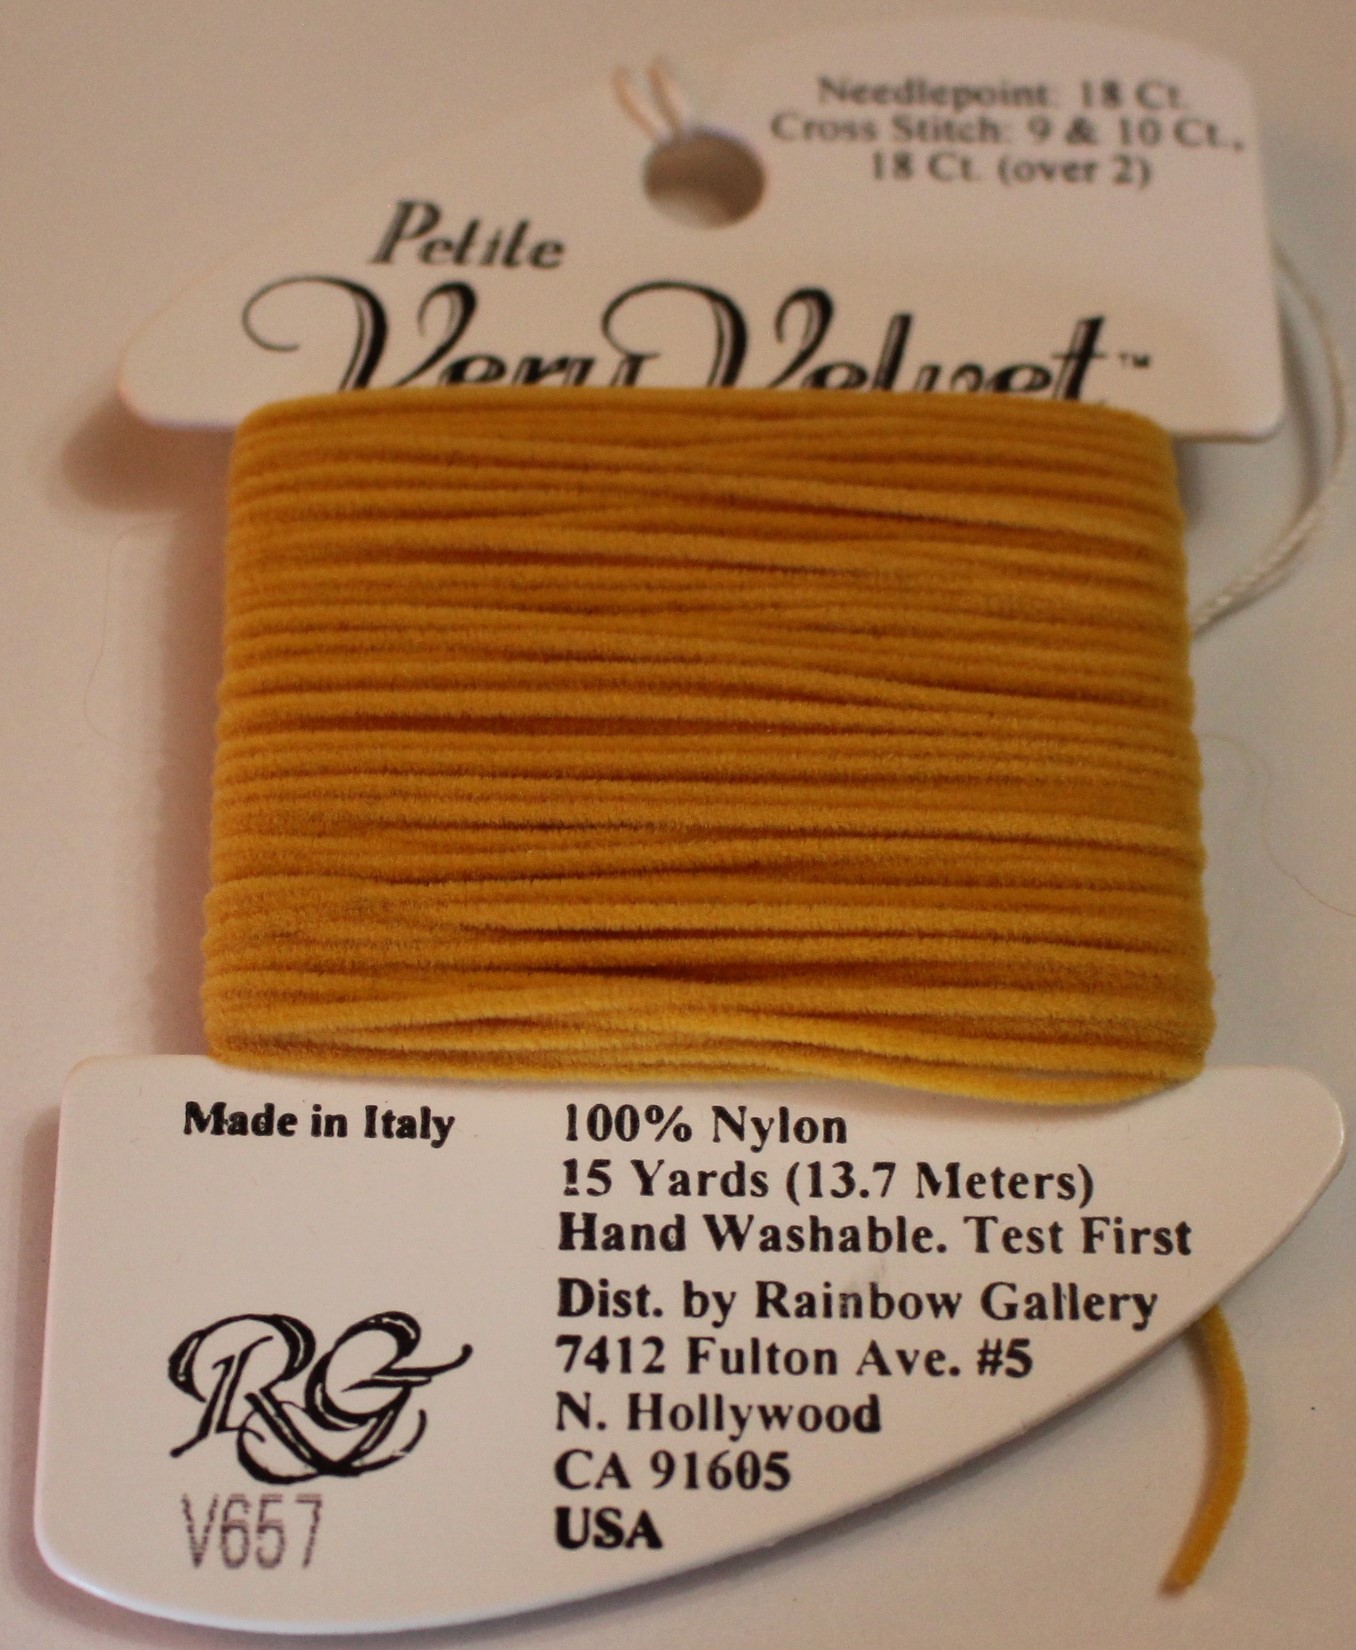 Needlepoint: 18 Ct.
Cross Stitch: 9 & 10 Ct.,
18 Ct. (over 2)
Petite
Very Velvet™
Made in Italy
100% Nylon
15 Yards (13.7 Meters)
Hand Washable. Test First
Dist. by Rainbow Gallery
7412 Fulton Ave. #5
N. Hollywood
CA 91605
USA
RG
V657